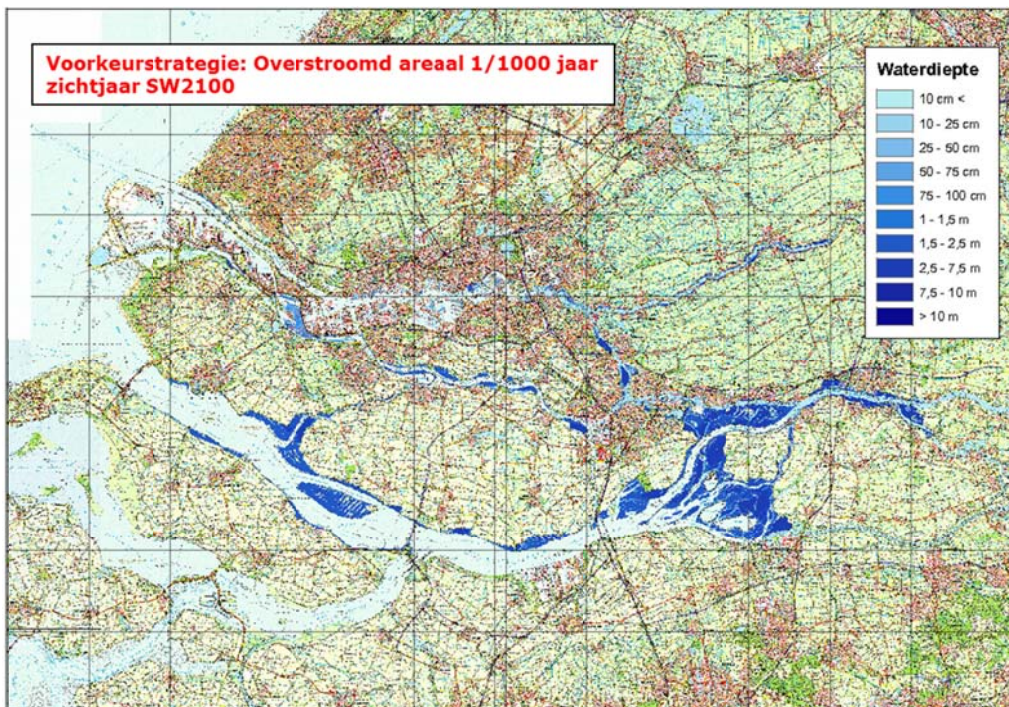 Voorkeurstrategie: Overstroomd areaal 1/1000 jaar
zichtjaar SW2100
Waterdiepte
10 cm <
10 - 25 cm
25 - 50 cm
50 - 75 cm
75 - 100 cm
1 - 1,5 m
1,5 - 2,5 m
2,5 - 7,5 m
7,5 - 10 m
> 10 m